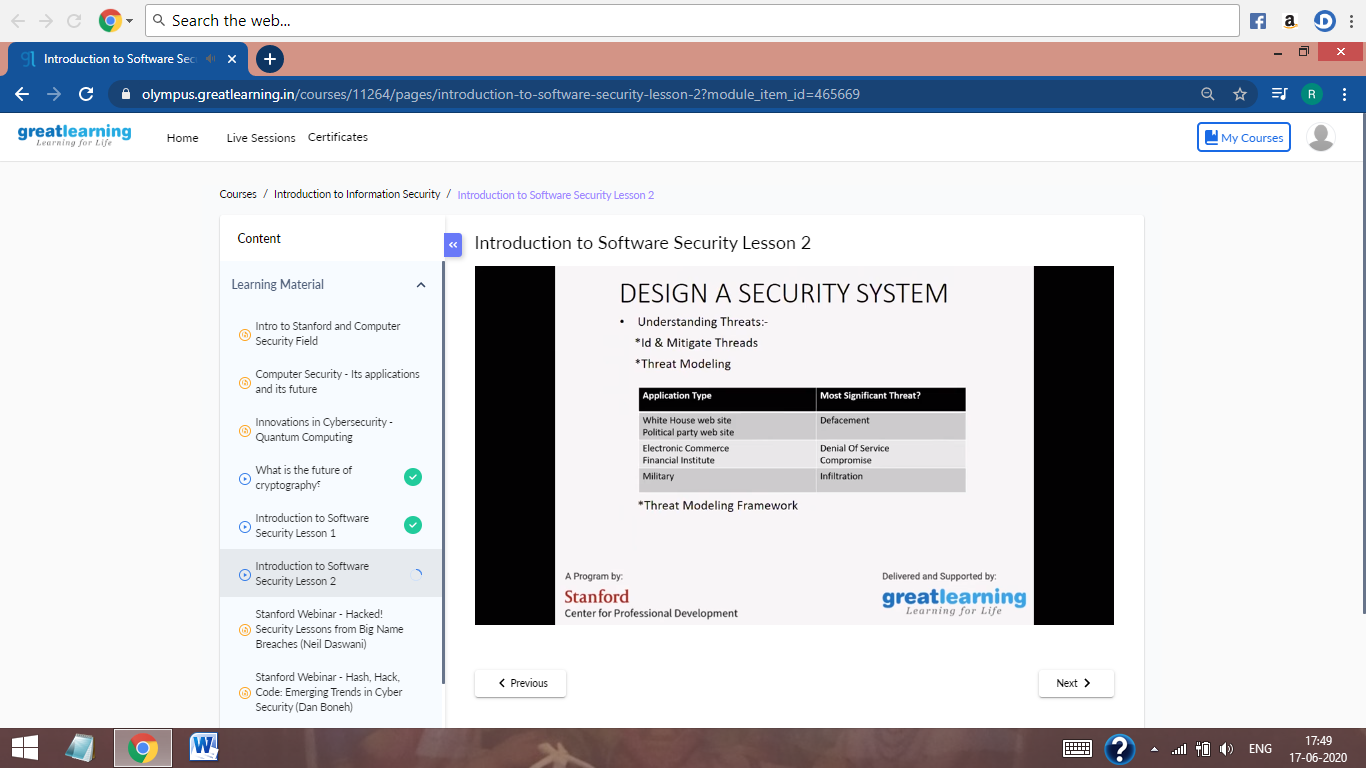 Search the web...
Introduction to Software Sec
olympus.greatlearning.in/courses/11264/pages/introduction-to-software-security-lesson-2?module_item_id=465669
R
greatlearning
Learning for Life
Home
Live Sessions
Certificates
My Courses
Courses / Introduction to Information Security / Introduction to Software Security Lesson 2
Content
Learning Material
Intro to Stanford and Computer
Security Field
Computer Security - Its applications
and its future
Innovations in Cybersecurity -
Quantum Computing
What is the future of
cryptography?
Introduction to Software
Security Lesson 1
Introduction to Software
Security Lesson 2
Stanford Webinar - Hacked!
Security Lessons from Big Name
Breaches (Neil Daswani)
Stanford Webinar - Hash, Hack,
Code: Emerging Trends in Cyber
Security (Dan Boneh)
Introduction to Software Security Lesson 2
DESIGN A SECURITY SYSTEM
• Understanding Threats:-
*Id & Mitigate Threads
*Threat Modeling
Application Type Most Significant Threat?
White House web site Defacement
Political party web site
Electronic Commerce Denial Of Service
Financial Institute Compromise
Military Infiltration
*Threat Modeling Framework
A Program by:
Stanford
Center for Professional Development
Delivered and Supported by:
greatlearning
Learning for Life
Previous
Next
ENG
17:49
17-06-2020